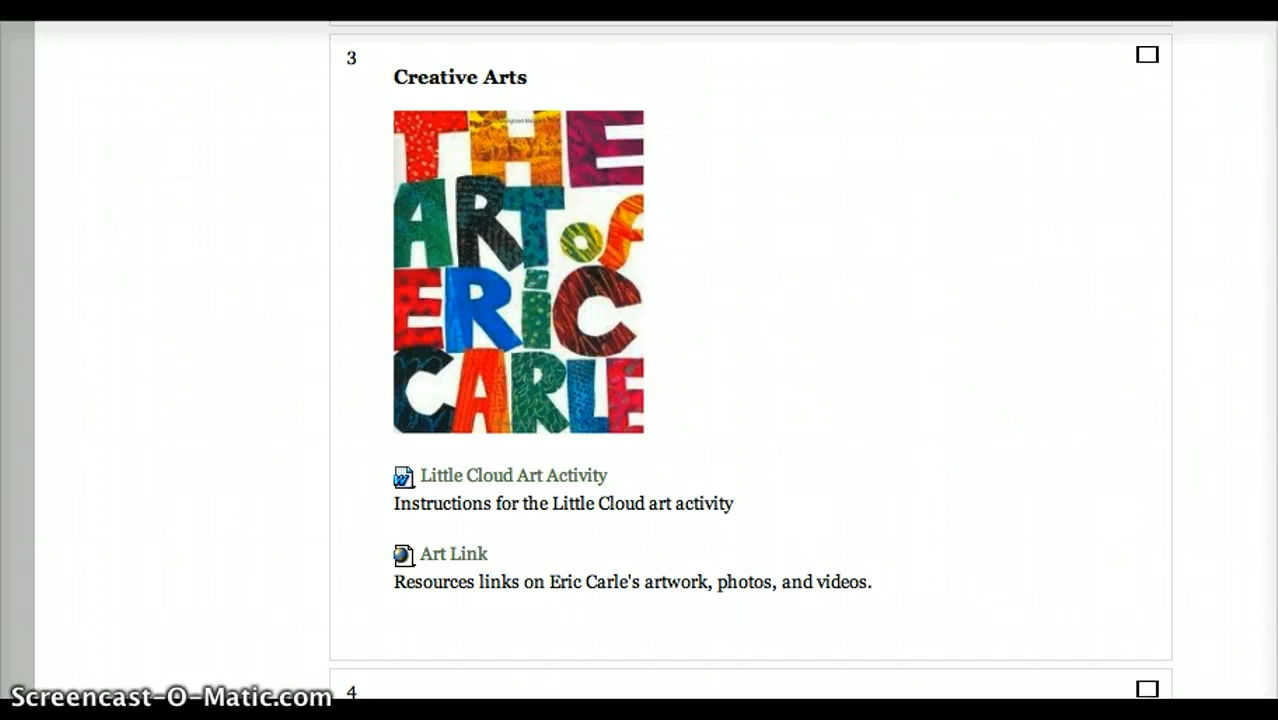 3
Creative Arts
THE
ART of
ERiC
CARLE
Little Cloud Art Activity
Instructions for the Little Cloud art activity
Art Link
Resources links on Eric Carle's artwork, photos, and videos.
4
Screencast-O-Matic.com